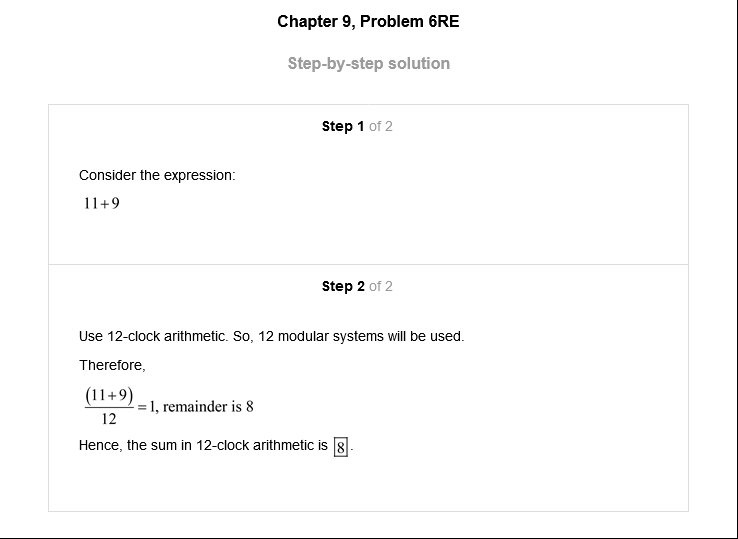 Chapter 9, Problem 6RE
Step-by-step solution
Step 1 of 2
Consider the expression:
11+9
Step 2 of 2
Use 12-clock arithmetic. So, 12 modular systems will be used.
Therefore,
(11+9)/12 = 1, remainder is 8
Hence, the sum in 12-clock arithmetic is 8.